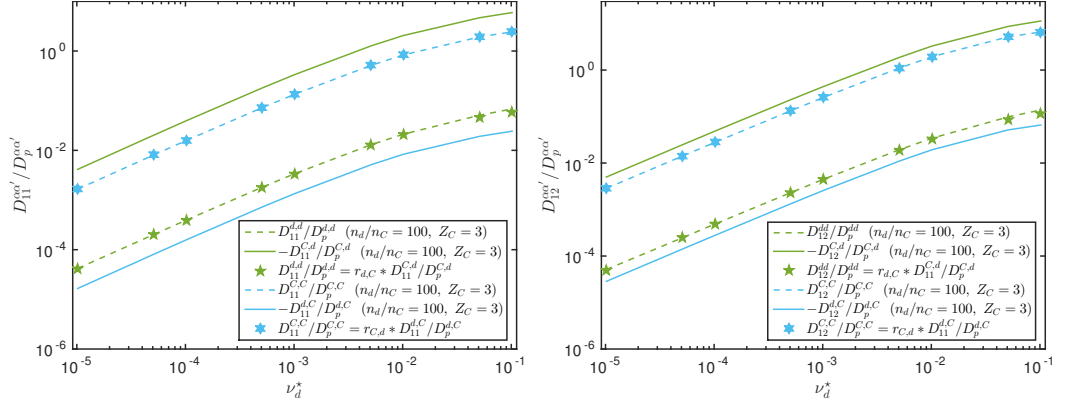 D_{11}^{αα′}/D_p^{αα′}
10^0
10^{-2}
10^{-4}
10^{-6}
D_{11}^{d,d}/D_p^{d,d} (n_d/n_C = 100, Z_C = 3)
−D_{11}^{C,d}/D_p^{C,d} (n_d/n_C = 100, Z_C = 3)
D_{11}^{d,d}/D_p^{d,d} = r_{d,C} * D_{11}^{C,d}/D_p^{C,d}
D_{11}^{C,C}/D_p^{C,C} (n_d/n_C = 100, Z_C = 3)
−D_{11}^{d,C}/D_p^{d,C} (n_d/n_C = 100, Z_C = 3)
D_{11}^{C,C}/D_p^{C,C} = r_{C,d} * D_{11}^{d,C}/D_p^{d,C}
10^{-5} 10^{-4} 10^{-3} 10^{-2} 10^{-1}
ν_d^⋆
D_{12}^{αα′}/D_p^{αα′}
10^0
10^{-2}
10^{-4}
10^{-6}
D_{12}^{dd}/D_p^{dd} (n_d/n_C = 100, Z_C = 3)
−D_{12}^{C,d}/D_p^{C,d} (n_d/n_C = 100, Z_C = 3)
D_{12}^{dd}/D_p^{dd} = r_{d,C} * D_{11}^{C,d}/D_p^{C,d}
D_{12}^{C,C}/D_p^{C,C} (n_d/n_C = 100, Z_C = 3)
−D_{12}^{d,C}/D_p^{d,C} (n_d/n_C = 100, Z_C = 3)
D_{12}^{C,C}/D_p^{C,C} = r_{C,d} * D_{11}^{d,C}/D_p^{d,C}
10^{-5} 10^{-4} 10^{-3} 10^{-2} 10^{-1}
ν_d^⋆